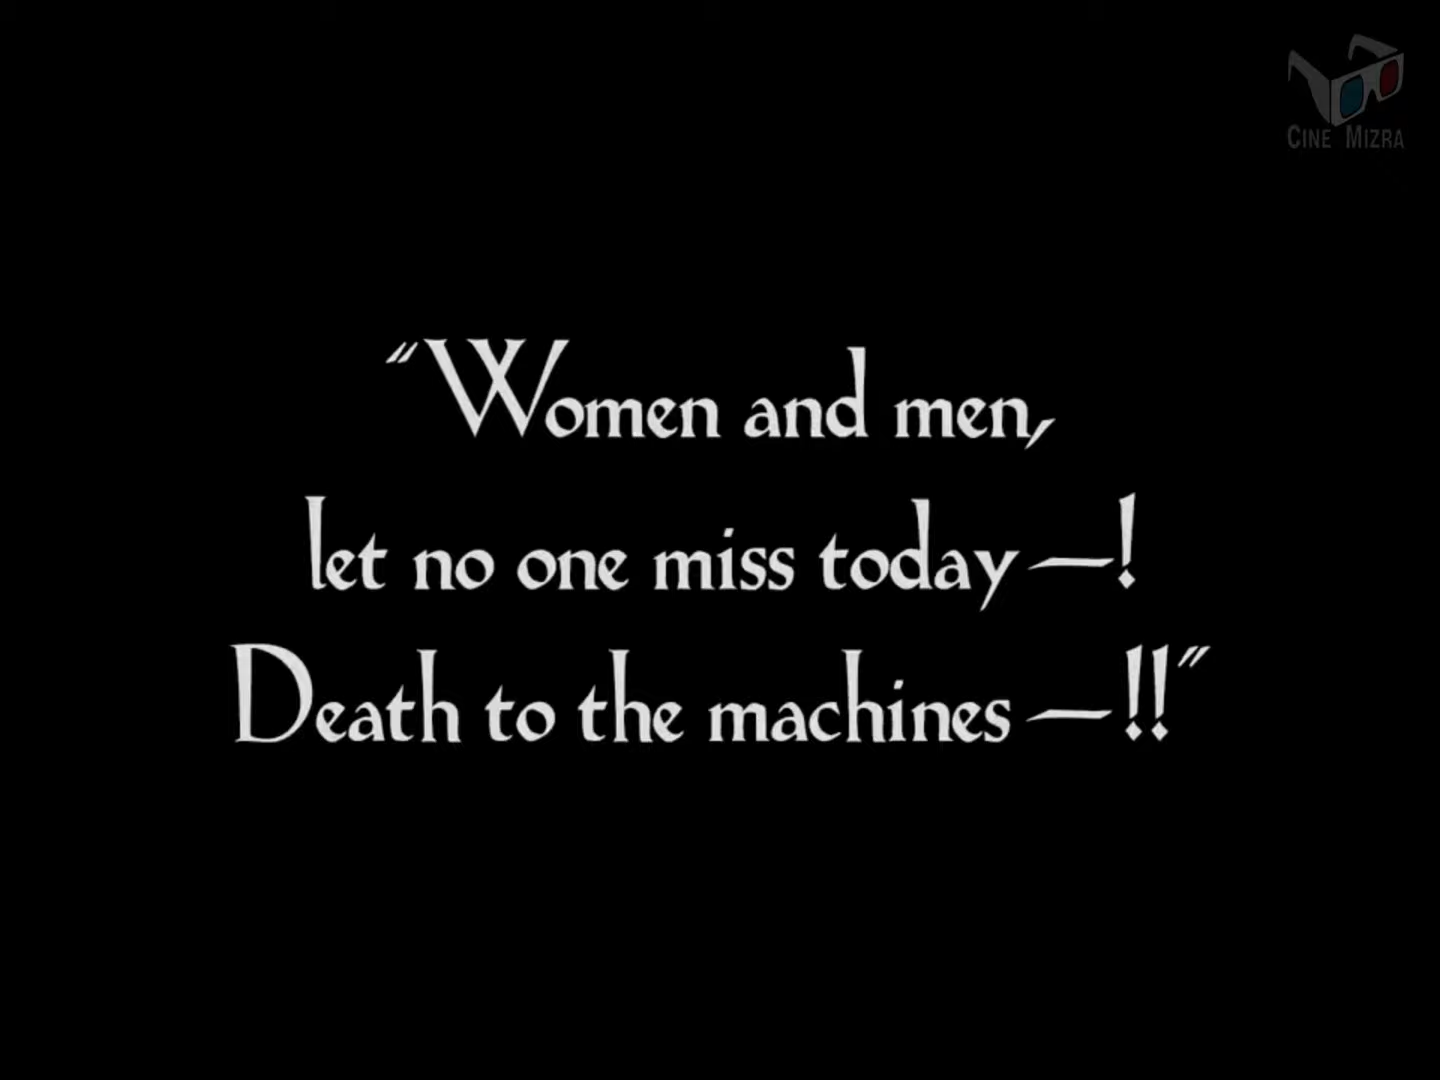 CINE MIZRA
"Women and men,
let no one miss today—!
Death to the machines—!!"